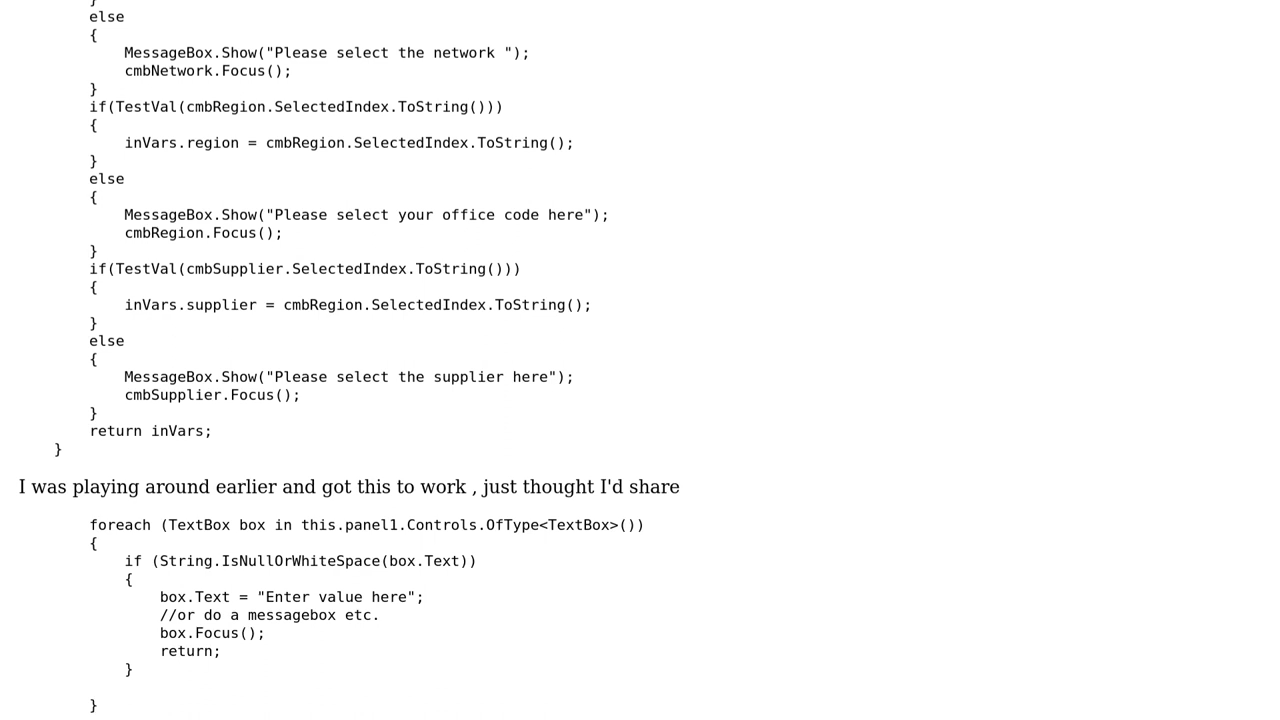 }
else
{
MessageBox.Show("Please select the network ");
cmbNetwork.Focus();
}
if(TestVal(cmbRegion.SelectedIndex.ToString()))
{
inVars.region = cmbRegion.SelectedIndex.ToString();
}
else
{
MessageBox.Show("Please select your office code here");
cmbRegion.Focus();
}
if(TestVal(cmbSupplier.SelectedIndex.ToString()))
{
inVars.supplier = cmbRegion.SelectedIndex.ToString();
}
else
{
MessageBox.Show("Please select the supplier here");
cmbSupplier.Focus();
}
return inVars;
}
I was playing around earlier and got this to work , just thought I'd share
foreach (TextBox box in this.panel1.Controls.OfType<TextBox>())
{
if (String.IsNullOrWhiteSpace(box.Text))
{
box.Text = "Enter value here";
//or do a messagebox etc.
box.Focus();
return;
}
}